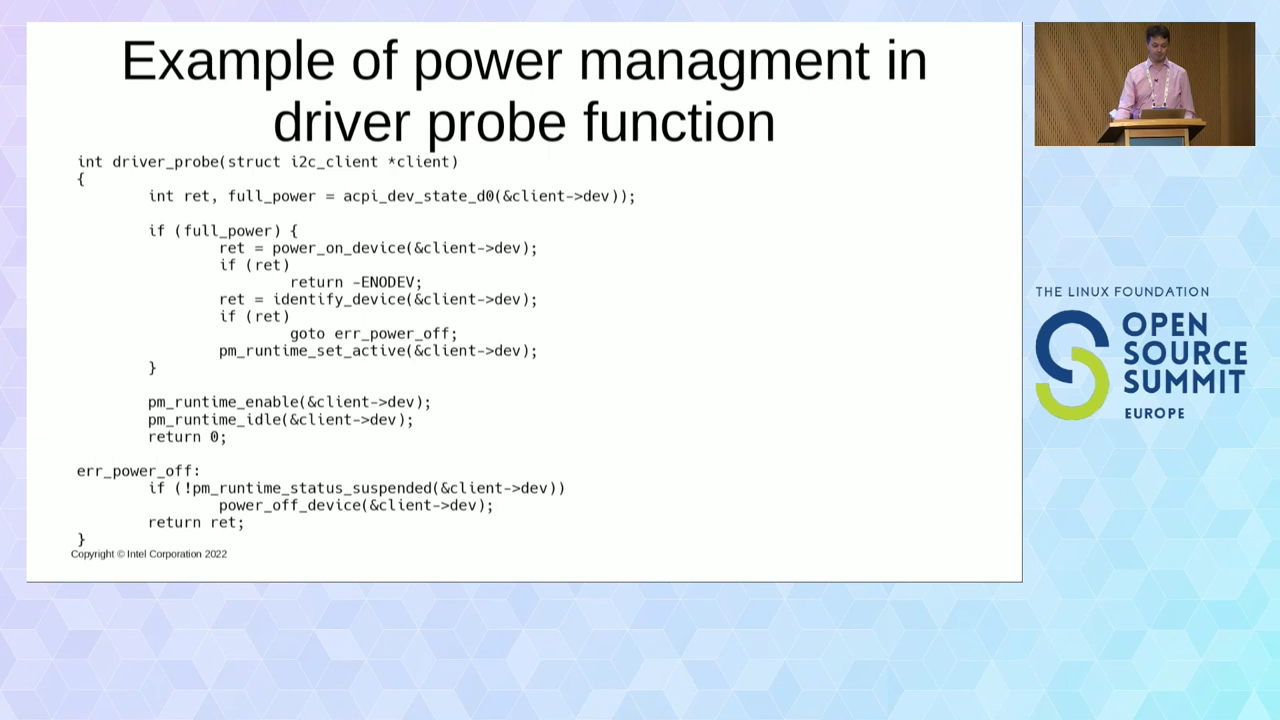 Example of power managment in
driver probe function
int driver_probe(struct i2c_client *client)
{
        int ret, full_power = acpi_dev_state_d0(&client->dev));

        if (full_power) {
                ret = power_on_device(&client->dev);
                if (ret)
                        return -ENODEV;
                ret = identify_device(&client->dev);
                if (ret)
                        goto err_power_off;
                pm_runtime_set_active(&client->dev);
        }

        pm_runtime_enable(&client->dev);
        pm_runtime_idle(&client->dev);
        return 0;

err_power_off:
        if (!pm_runtime_status_suspended(&client->dev))
                power_off_device(&client->dev);
        return ret;
}
Copyright © Intel Corporation 2022
THE LINUX FOUNDATION
OPEN
SOURCE
SUMMIT
EUROPE